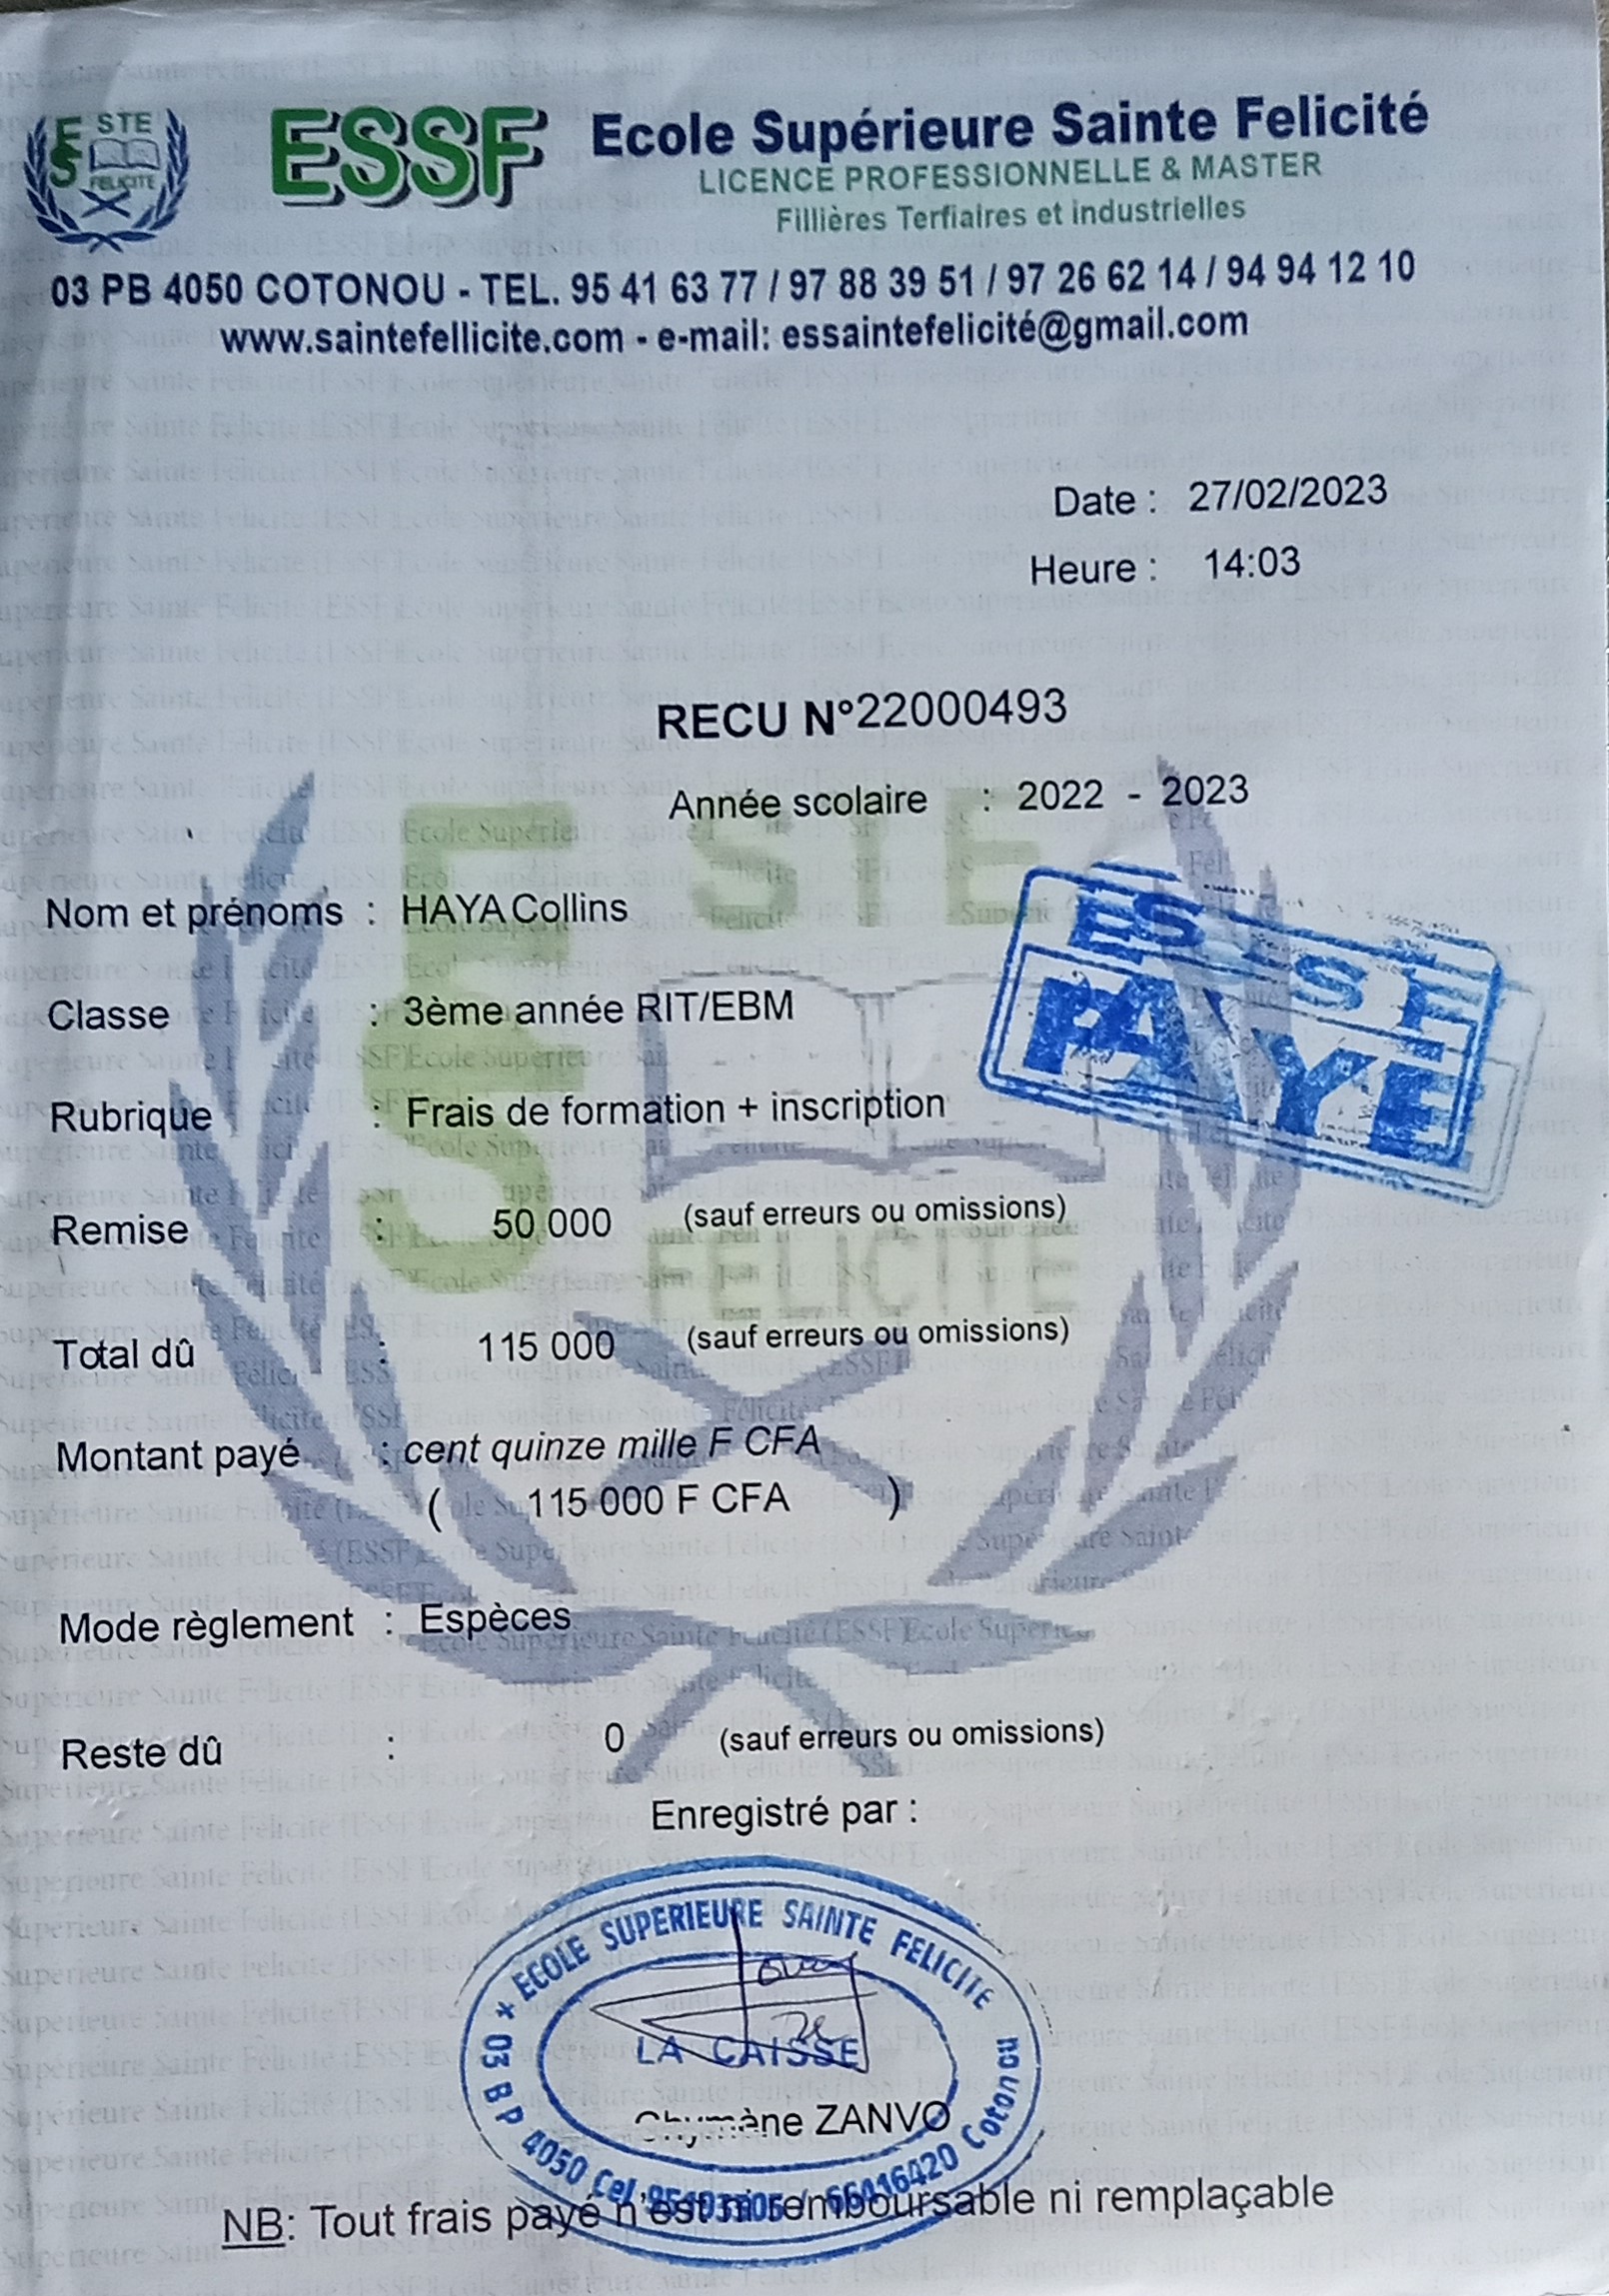 STE
FELICITE
ESSF
Ecole Supérieure Sainte Felicité
LICENCE PROFESSIONNELLE & MASTER
Fillières Terfiaires et industrielles
03 PB 4050 COTONOU - TEL. 95 41 63 77 / 97 88 39 51 / 97 26 62 14 / 94 94 12 10
www.saintefellicite.com - e-mail: essaintefelicité@gmail.com
Date : 27/02/2023
Heure : 14:03
RECU N°22000493
Année scolaire : 2022 - 2023
Nom et prénoms : HAYA Collins
ESSF
PAYE
Classe : 3ème année RIT/EBM
Rubrique : Frais de formation + inscription
Remise : 50 000 (sauf erreurs ou omissions)
FELICITE
Total dû : 115 000 (sauf erreurs ou omissions)
Montant payé : cent quinze mille F CFA
( 115 000 F CFA )
Mode règlement : Espèces
Reste dû : 0 (sauf erreurs ou omissions)
Enregistré par :
ECOLE SUPERIEURE SAINTE FELICITE
LA CAISSE
ZANVO
03 B P 4050 Cel Cotonou
NB: Tout frais payé n'est ni remboursable ni remplaçable